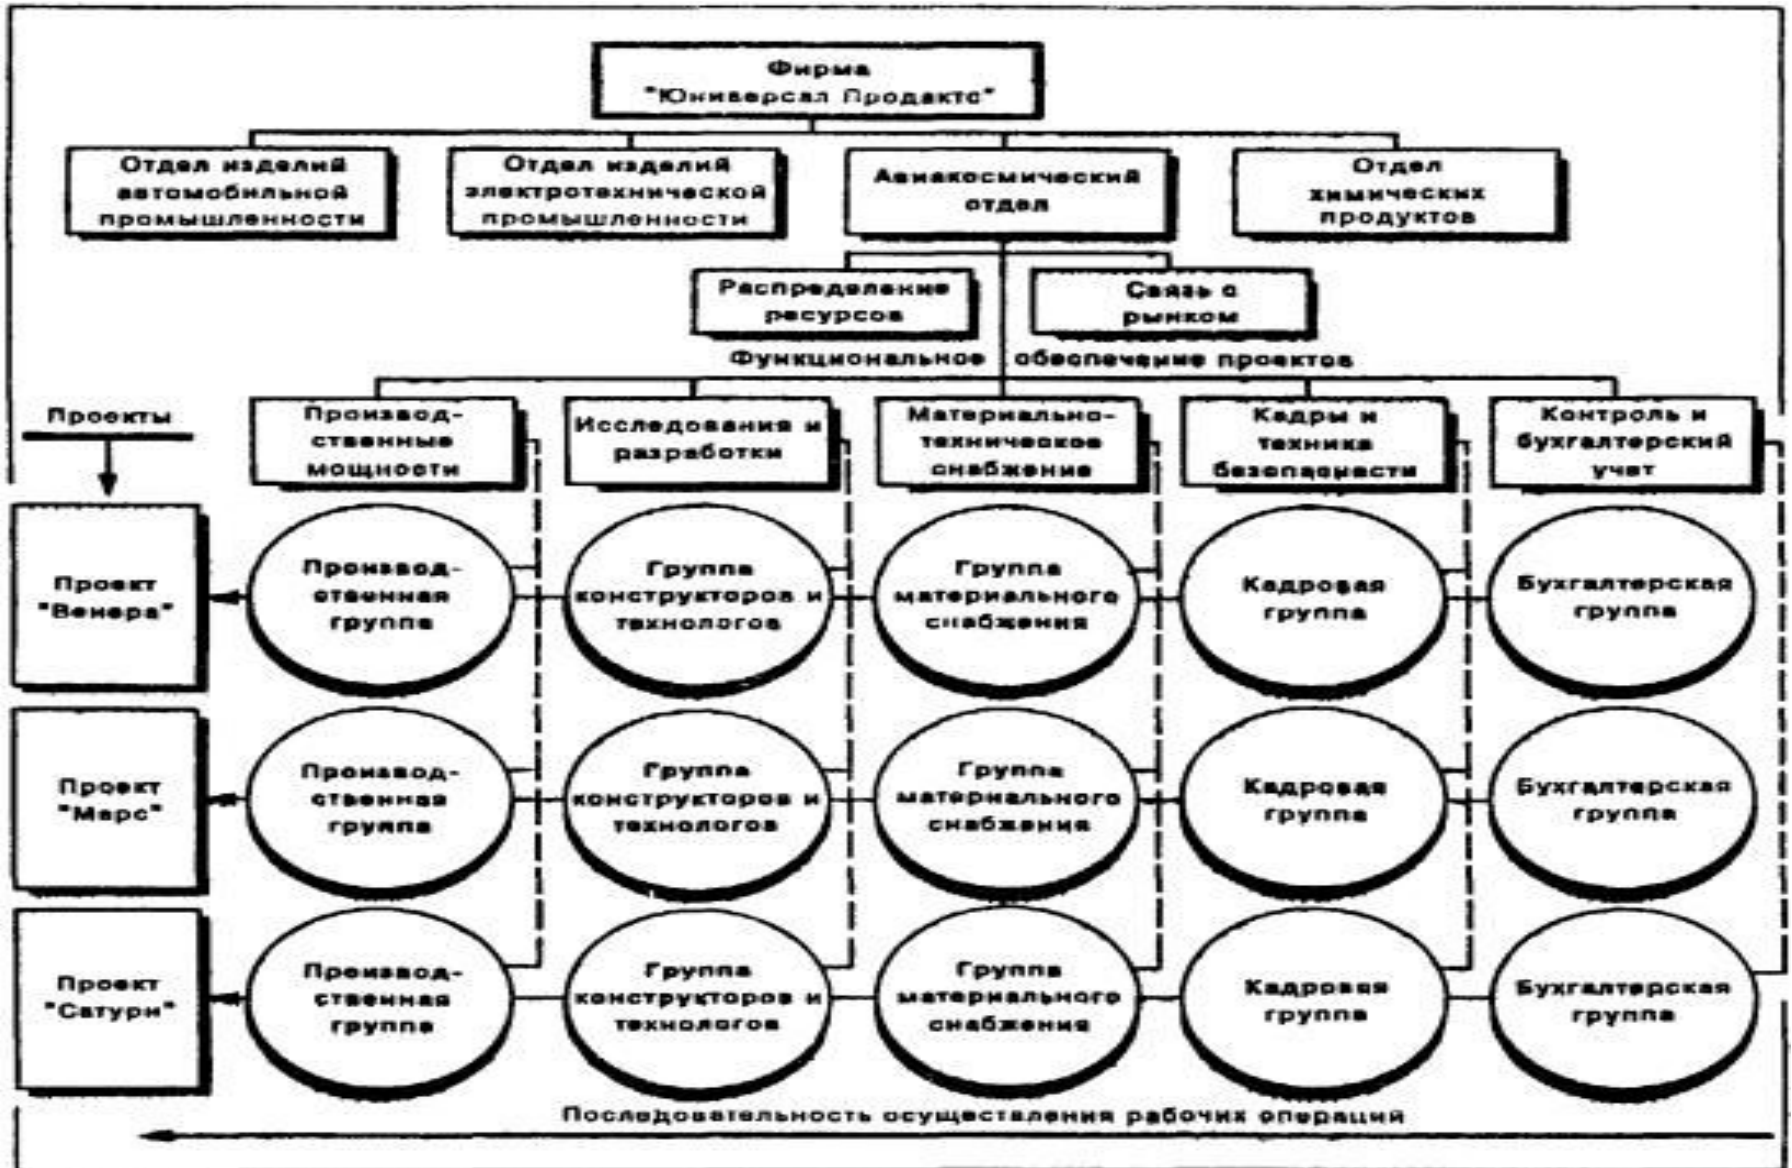 Фирма
"Юниверсал Продактс"
Отдел изделий
автомобильной
промышленности
Отдел изделий
электротехнической
промышленности
Авиакосмический
отдел
Отдел
химических
продуктов
Распределение
ресурсов
Связь с
рынком
Функциональное обеспечение проектов
Проекты
Производ-
ственные
мощности
Исследования и
разработки
Материально-
техническое
снабжение
Кадры и
техника
безопасности
Контроль и
бухгалтерский
учет
Проект
"Венера"
Производ-
ственная
группа
Группа
конструкторов и
технологов
Группа
материального
снабжения
Кадровая
группа
Бухгалтерская
группа
Проект
"Марс"
Производ-
ственная
группа
Группа
конструкторов и
технологов
Группа
материального
снабжения
Кадровая
группа
Бухгалтерская
группа
Проект
"Сатурн"
Производ-
ственная
группа
Группа
конструкторов и
технологов
Группа
материального
снабжения
Кадровая
группа
Бухгалтерская
группа
Последовательность осуществления рабочих операций